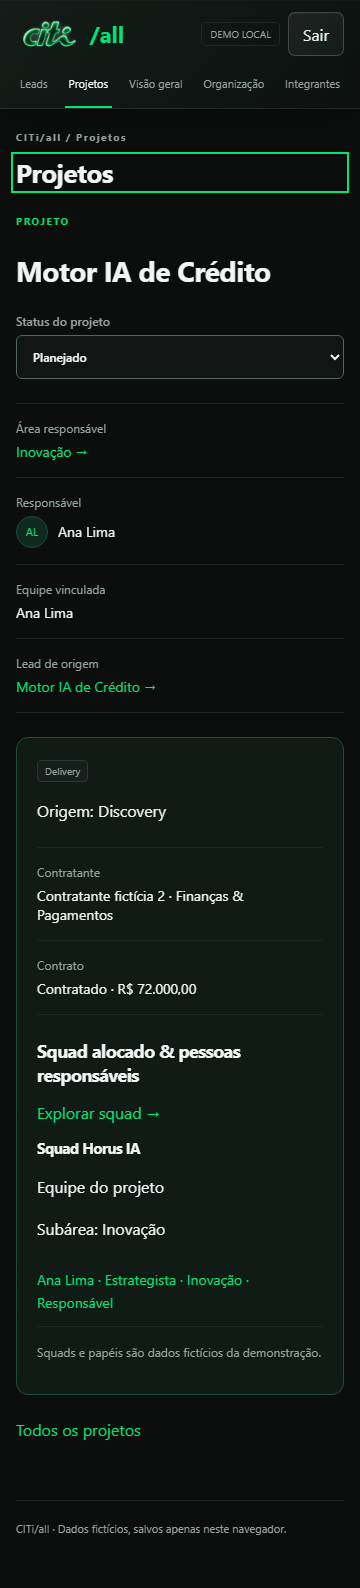 citi /all
DEMO LOCAL
Sair
Leads
Projetos
Visão geral
Organização
Integrantes
CITi/all / Projetos
Projetos
PROJETO
Motor IA de Crédito
Status do projeto
Planejado
Área responsável
Inovação →
Responsável
AL
Ana Lima
Equipe vinculada
Ana Lima
Lead de origem
Motor IA de Crédito →
Delivery
Origem: Discovery
Contratante
Contratante fictícia 2 · Finanças &
Pagamentos
Contrato
Contratado · R$ 72.000,00
Squad alocado & pessoas
responsáveis
Explorar squad →
Squad Horus IA
Equipe do projeto
Subárea: Inovação
Ana Lima · Estrategista · Inovação ·
Responsável
Squads e papéis são dados fictícios da demonstração.
Todos os projetos
CITi/all · Dados fictícios, salvos apenas neste navegador.